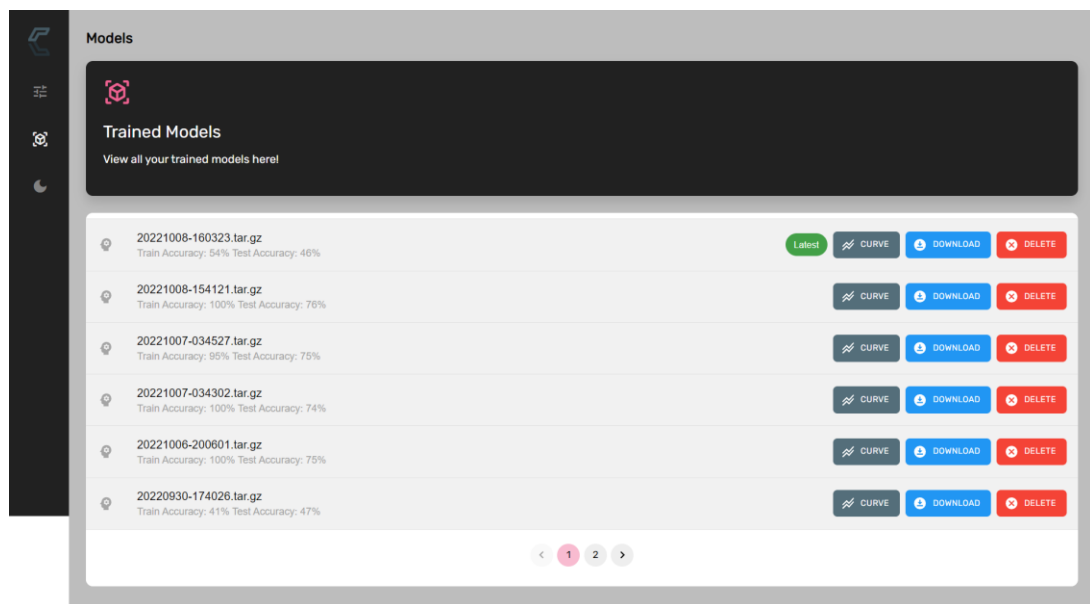 Models
Trained Models
View all your trained models here!
20221008-160323.tar.gz
Train Accuracy: 54% Test Accuracy: 46%
Latest
CURVE
DOWNLOAD
DELETE
20221008-154121.tar.gz
Train Accuracy: 100% Test Accuracy: 76%
CURVE
DOWNLOAD
DELETE
20221007-034527.tar.gz
Train Accuracy: 95% Test Accuracy: 75%
CURVE
DOWNLOAD
DELETE
20221007-034302.tar.gz
Train Accuracy: 100% Test Accuracy: 74%
CURVE
DOWNLOAD
DELETE
20221006-200601.tar.gz
Train Accuracy: 100% Test Accuracy: 75%
CURVE
DOWNLOAD
DELETE
20220930-174026.tar.gz
Train Accuracy: 41% Test Accuracy: 47%
CURVE
DOWNLOAD
DELETE
< 1 2 >